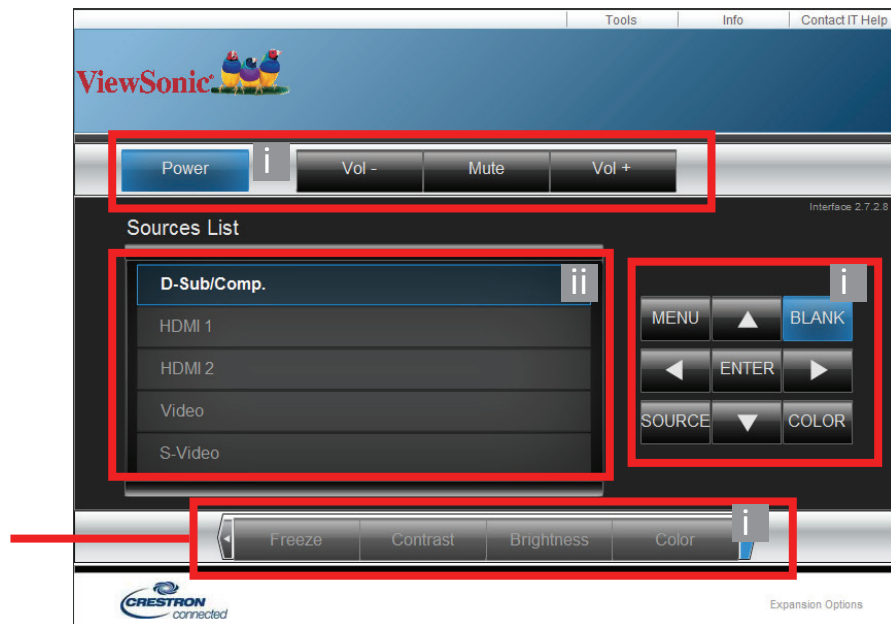 Tools Info Contact IT Help
ViewSonic
Power i Vol - Mute Vol +
Interface 2.7.2.8
Sources List
D-Sub/Comp. ii
HDMI 1
HDMI 2
Video
S-Video
i
MENU BLANK
ENTER
SOURCE COLOR
Freeze Contrast Brightness Color i
CRESTRON
connected
Expansion Options